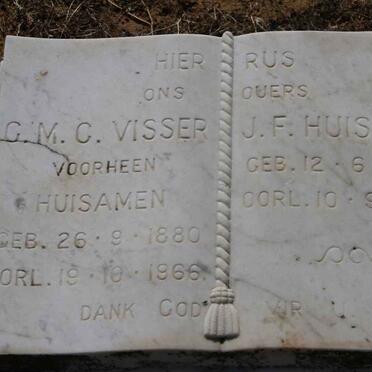 HIER RUS
ONS OUERS
C.M.C. VISSER
VOORHEEN
HUISAMEN
GEB. 26·9·1880
OORL. 19·10·1966
J.F. HUIS
GEB. 12·6
OORL. 10·9
DANK GOD VIR